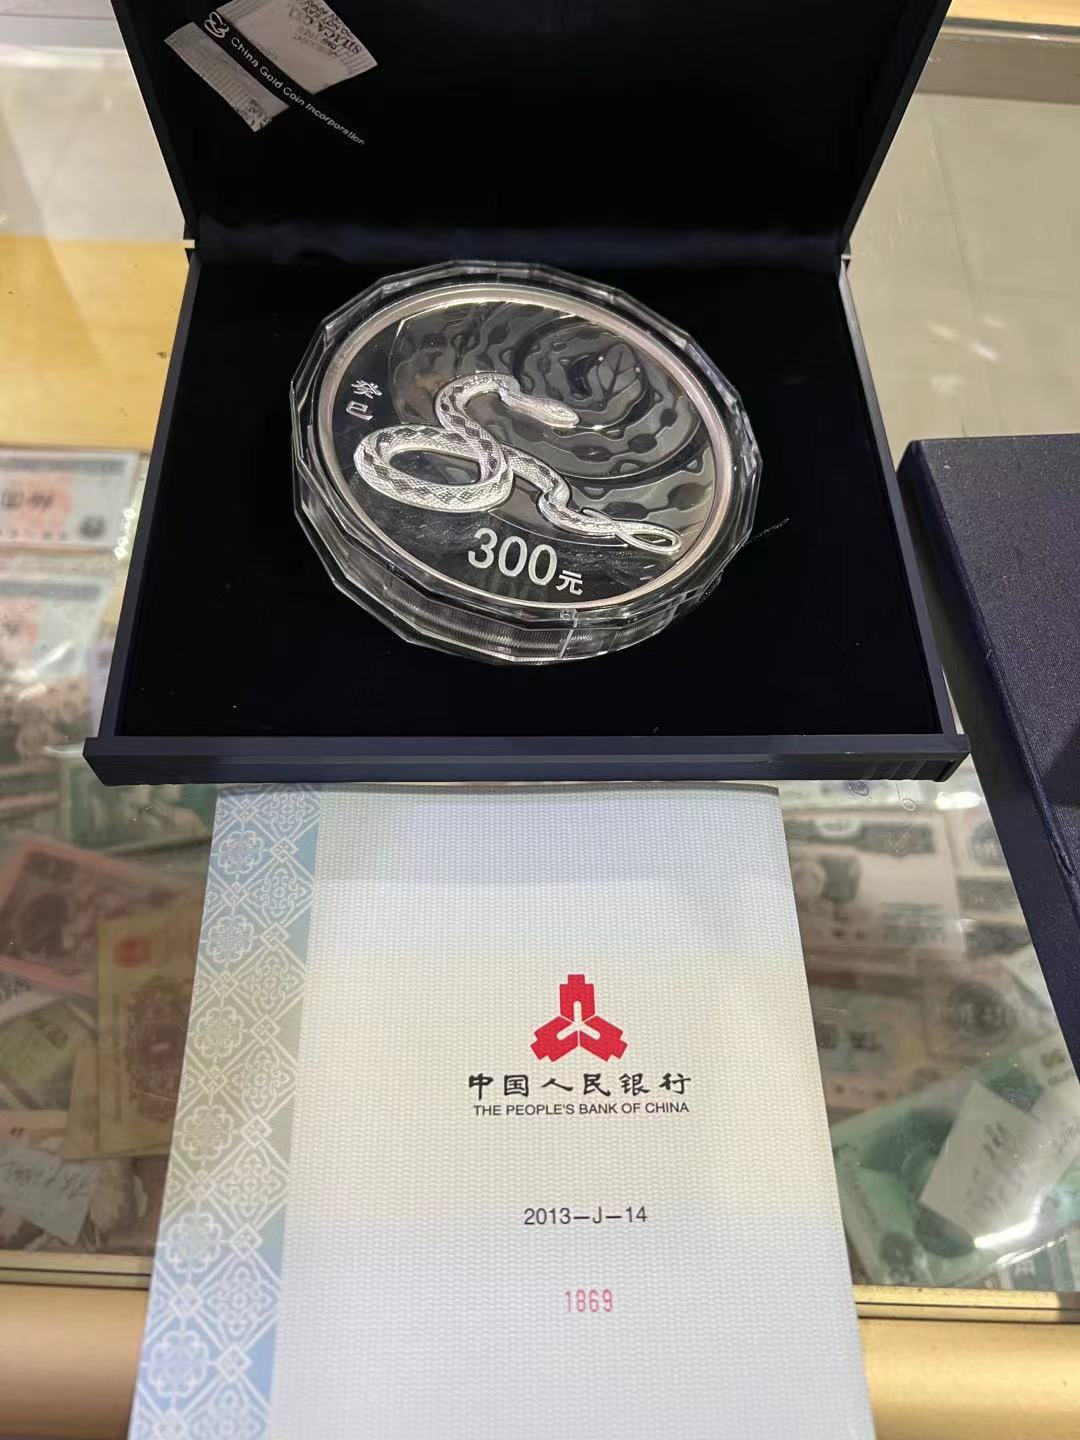 China Gold Coin Incorporation
癸巳
300元
中国人民银行
THE PEOPLE'S BANK OF CHINA
2013—J—14
1869